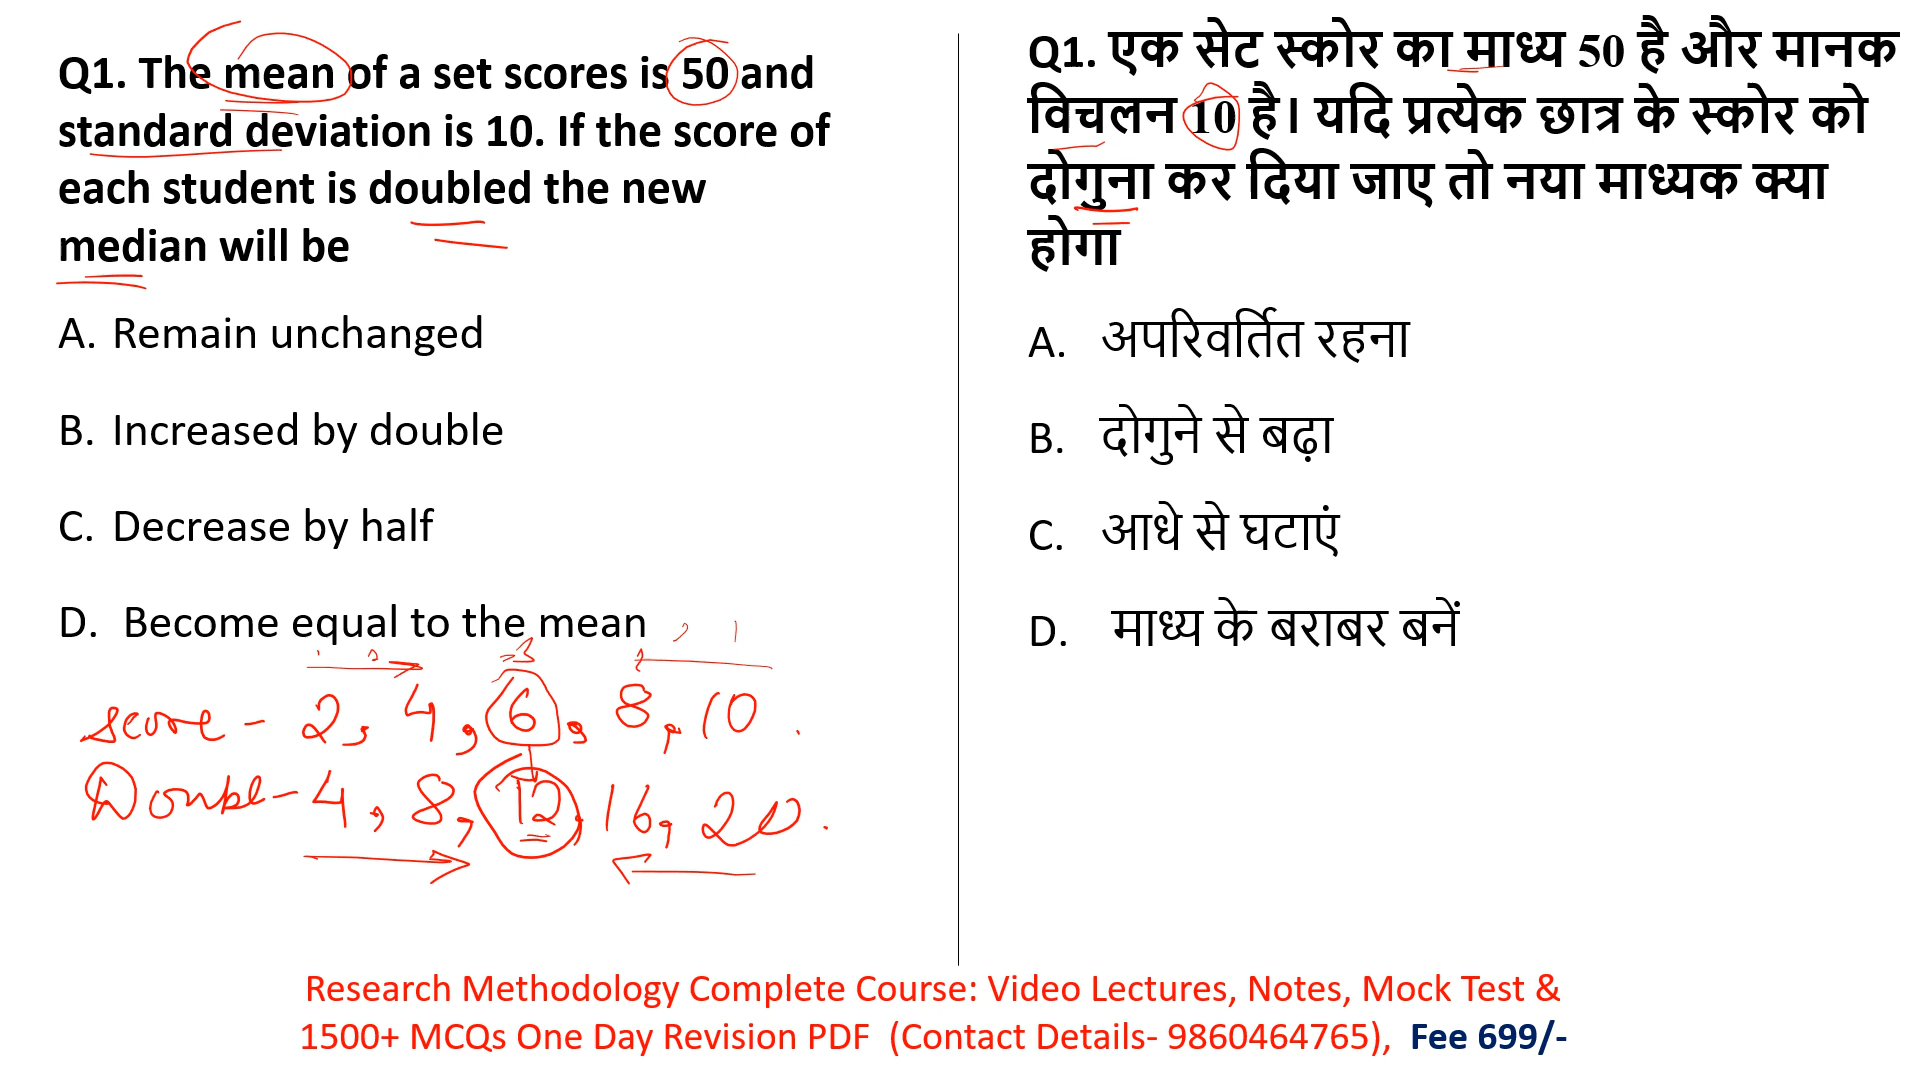 Q1. The mean of a set scores is 50 and
standard deviation is 10. If the score of
each student is doubled the new
median will be
A. Remain unchanged
B. Increased by double
C. Decrease by half
D. Become equal to the mean
score - 2, 4, 6, 8, 10
Double - 4, 8, 12, 16, 20
Q1. एक सेट स्कोर का माध्य 50 है और मानक
विचलन 10 है। यदि प्रत्येक छात्र के स्कोर को
दोगुना कर दिया जाए तो नया माध्यक क्या
होगा
A. अपरिवर्तित रहना
B. दोगुने से बढ़ा
C. आधे से घटाएं
D. माध्य के बराबर बनें
Research Methodology Complete Course: Video Lectures, Notes, Mock Test &
1500+ MCQs One Day Revision PDF (Contact Details- 9860464765), Fee 699/-